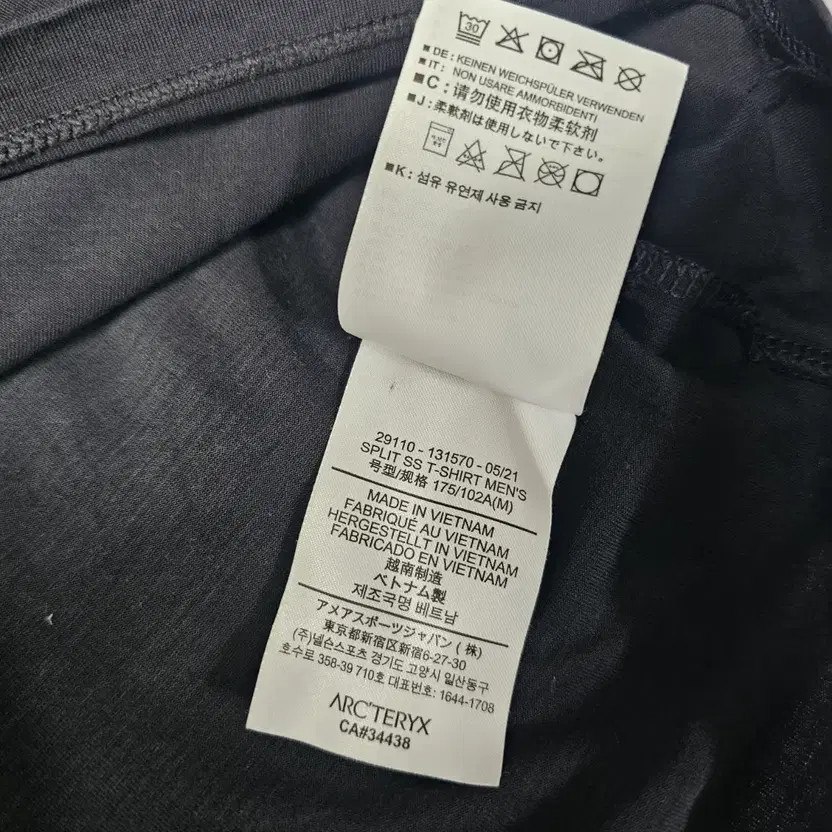 30
■DE: KEINEN WEICHSPÜLER VERWENDEN
■IT: NON USARE AMMORBIDENTI
■C: 请勿使用衣物柔软剂
■J: 柔軟剤は使用しないで下さい。
■K: 섬유 유연제 사용 금지
29110 - 131570 - 05/21
SPLIT SS T-SHIRT MEN'S
号型/规格 175/102A(M)
MADE IN VIETNAM
FABRIQUÉ AU VIETNAM
HERGESTELLT IN VIETNAM
FABRICADO EN VIETNAM
越南制造
ベトナム製
제조국명 베트남
アメアスポーツジャパン (株)
東京都新宿区新宿6-27-30
(주)넬슨스포츠 경기도 고양시 일산동구
호수로 358-39 710호 대표번호: 1644-1708
ARC'TERYX
CA#34438